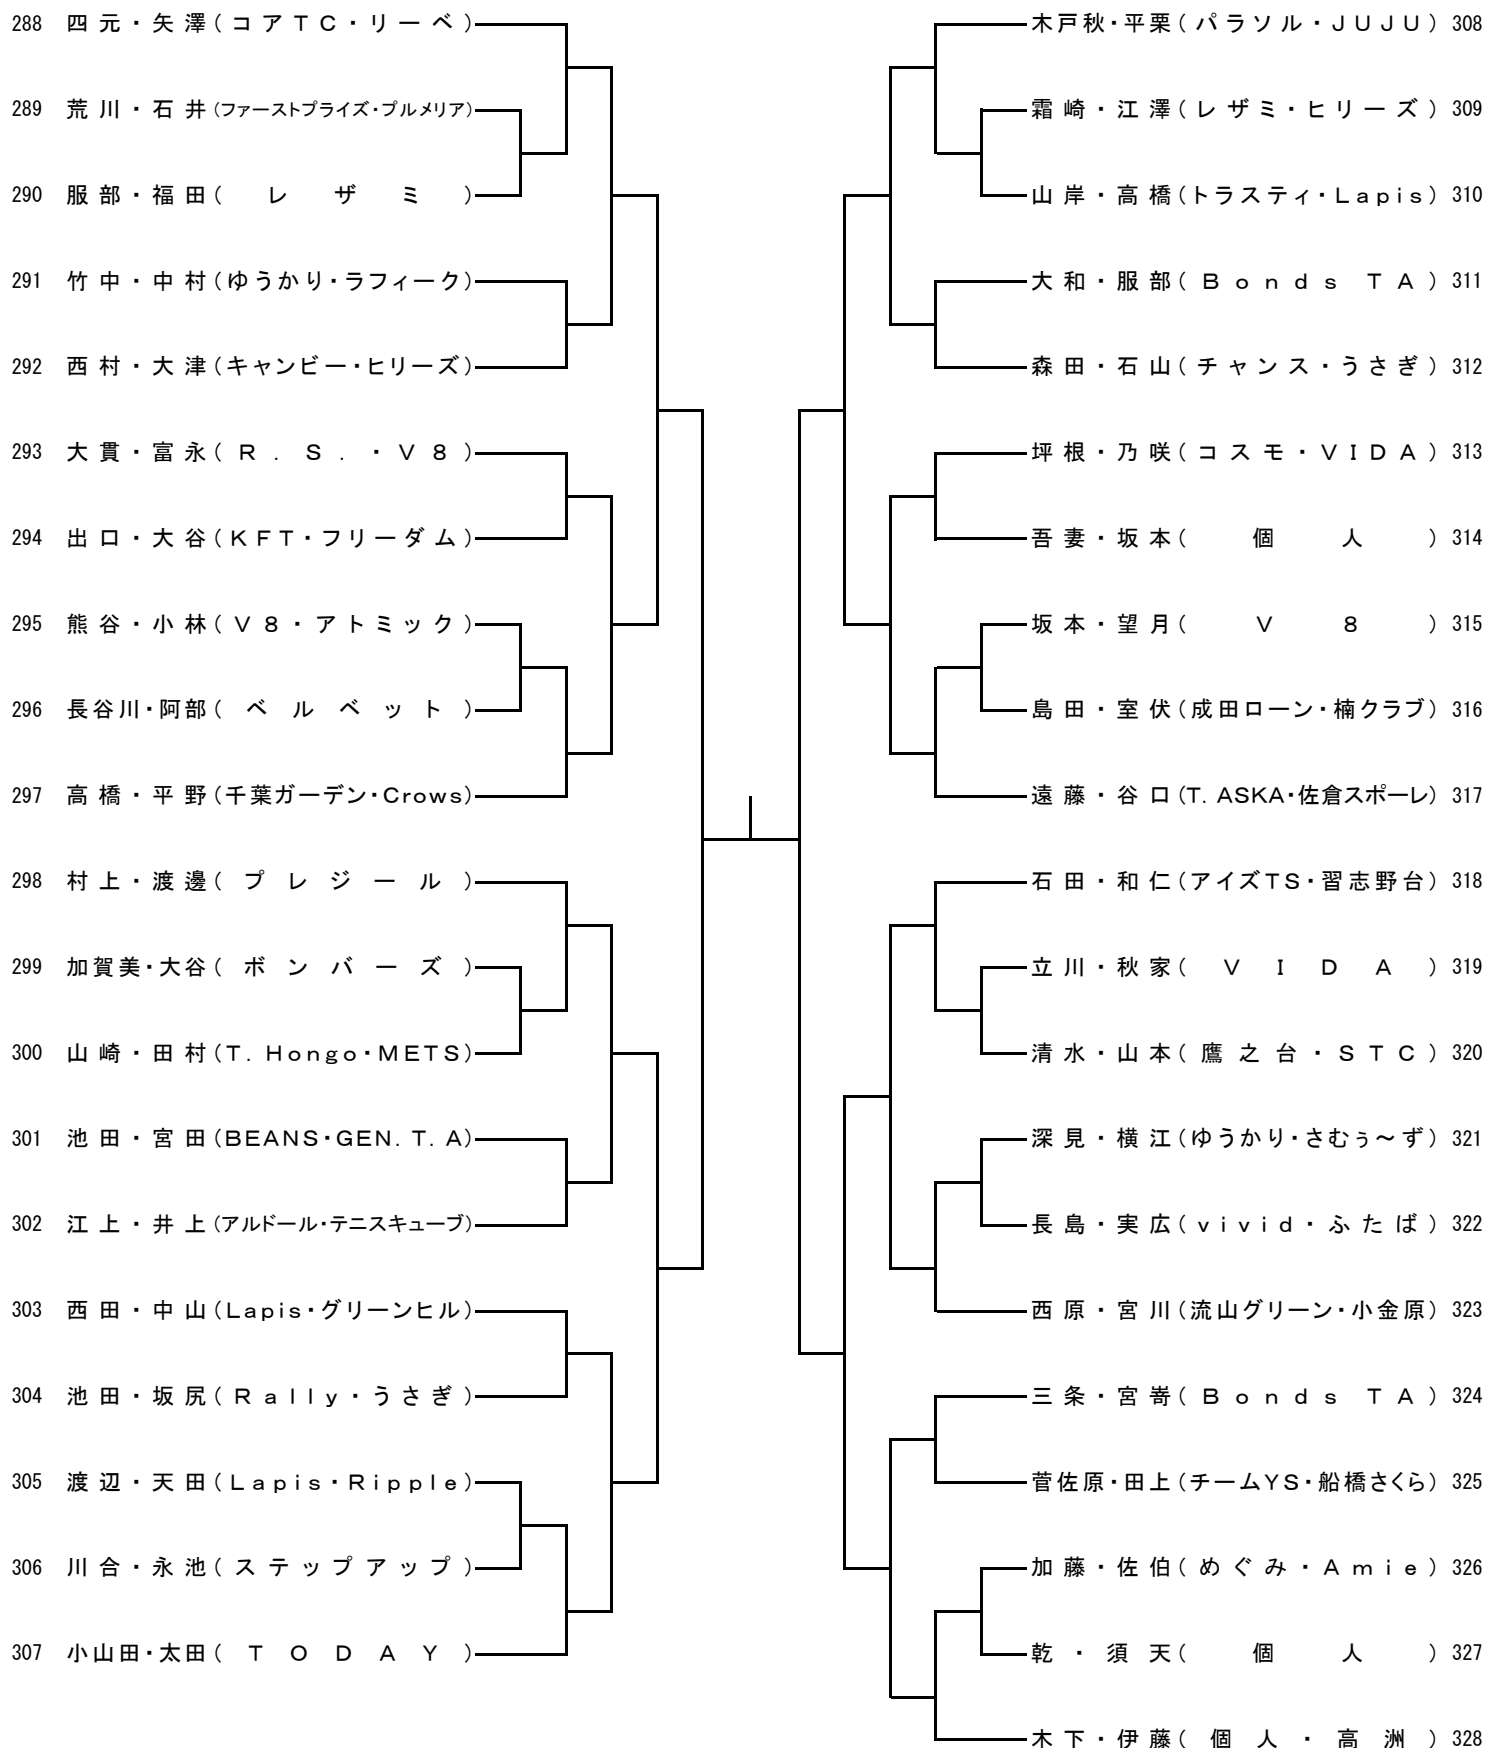 288 四元・矢澤(コアTC・リーベ)
289 荒川・石井(ファーストプライズ・プルメリア)
290 服部・福田(レザミ)
291 竹中・中村(ゆうかり・ラフィーク)
292 西村・大津(キャンビー・ヒリーズ)
293 大貫・富永(R.S.・V8)
294 出口・大谷(KFT・フリーダム)
295 熊谷・小林(V8・アトミック)
296 長谷川・阿部(ベルベット)
297 高橋・平野(千葉ガーデン・Crows)
298 村上・渡邊(プレジール)
299 加賀美・大谷(ボンバーズ)
300 山崎・田村(T.Hongo・METS)
301 池田・宮田(BEANS・GEN.T.A)
302 江上・井上(アルドール・テニスキューブ)
303 西田・中山(Lapis・グリーンヒル)
304 池田・坂尻(Rally・うさぎ)
305 渡辺・天田(Lapis・Ripple)
306 川合・永池(ステップアップ)
307 小山田・太田(TODAY)
木戸秋・平栗(パラソル・JUJU) 308
霜崎・江澤(レザミ・ヒリーズ) 309
山岸・高橋(トラスティ・Lapis) 310
大和・服部(Bonds TA) 311
森田・石山(チャンス・うさぎ) 312
坪根・乃咲(コスモ・VIDA) 313
吾妻・坂本(個人) 314
坂本・望月(V8) 315
島田・室伏(成田ローン・楠クラブ) 316
遠藤・谷口(T.ASKA・佐倉スポーレ) 317
石田・和仁(アイズTS・習志野台) 318
立川・秋家(VIDA) 319
清水・山本(鷹之台・STC) 320
深見・横江(ゆうかり・さむぅ～ず) 321
長島・実広(vivid・ふたば) 322
西原・宮川(流山グリーン・小金原) 323
三条・宮嵜(Bonds TA) 324
菅佐原・田上(チームYS・船橋さくら) 325
加藤・佐伯(めぐみ・Amie) 326
乾・須天(個人) 327
木下・伊藤(個人・高洲) 328